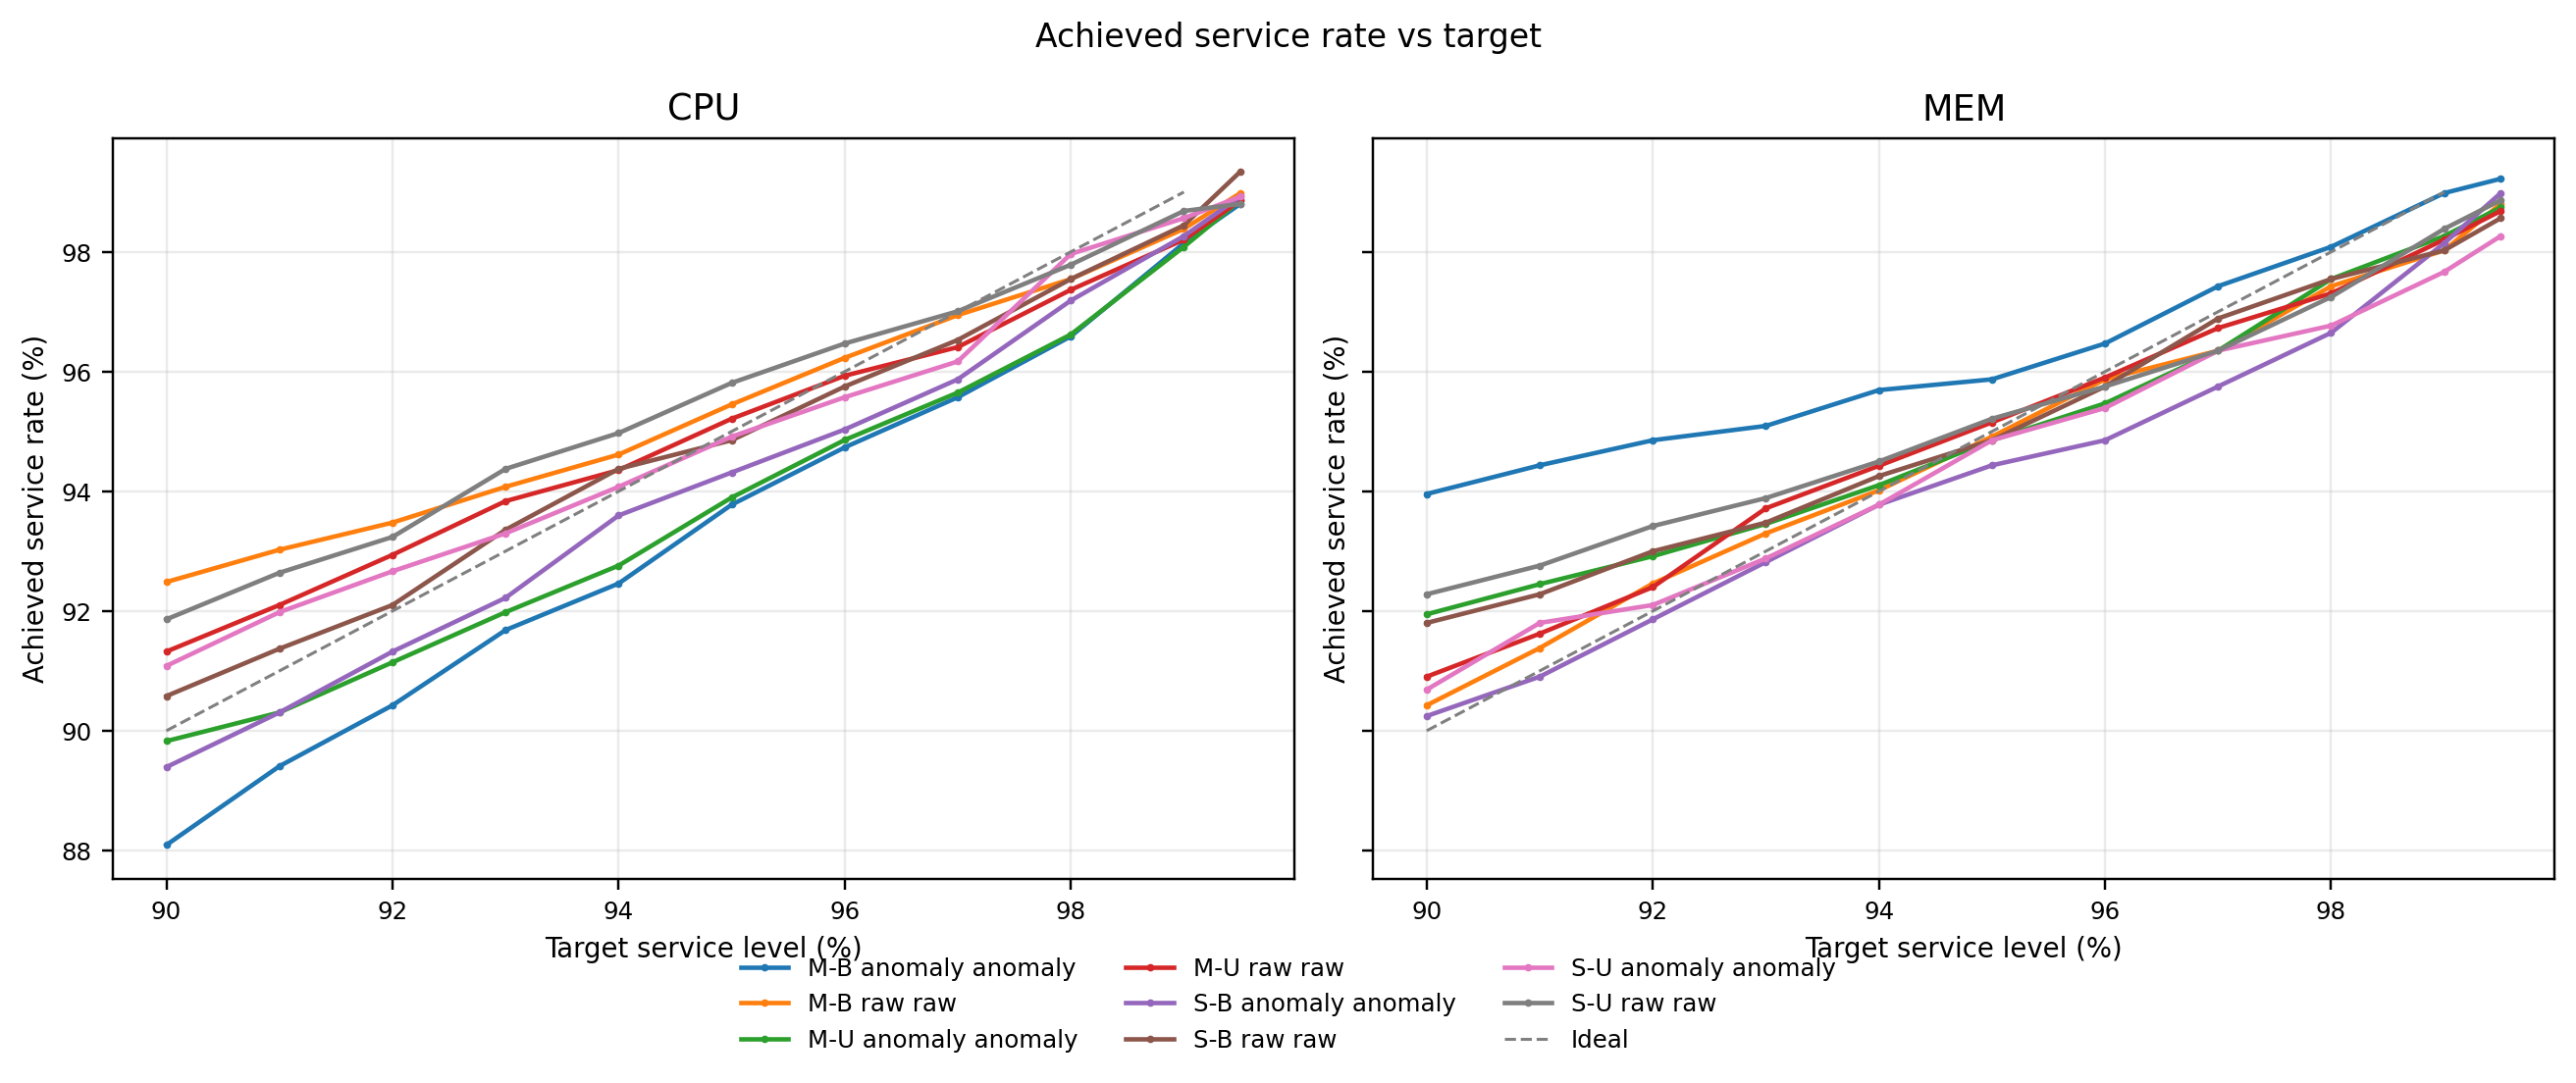 Achieved service rate vs target
CPU
MEM
Achieved service rate (%)
98
96
94
92
90
88
90 92 94 96 98
Target service level (%)
Achieved service rate (%)
90 92 94 96 98
Target service level (%)
M-B anomaly anomaly
M-B raw raw
M-U anomaly anomaly
M-U raw raw
S-B anomaly anomaly
S-B raw raw
S-U anomaly anomaly
S-U raw raw
Ideal